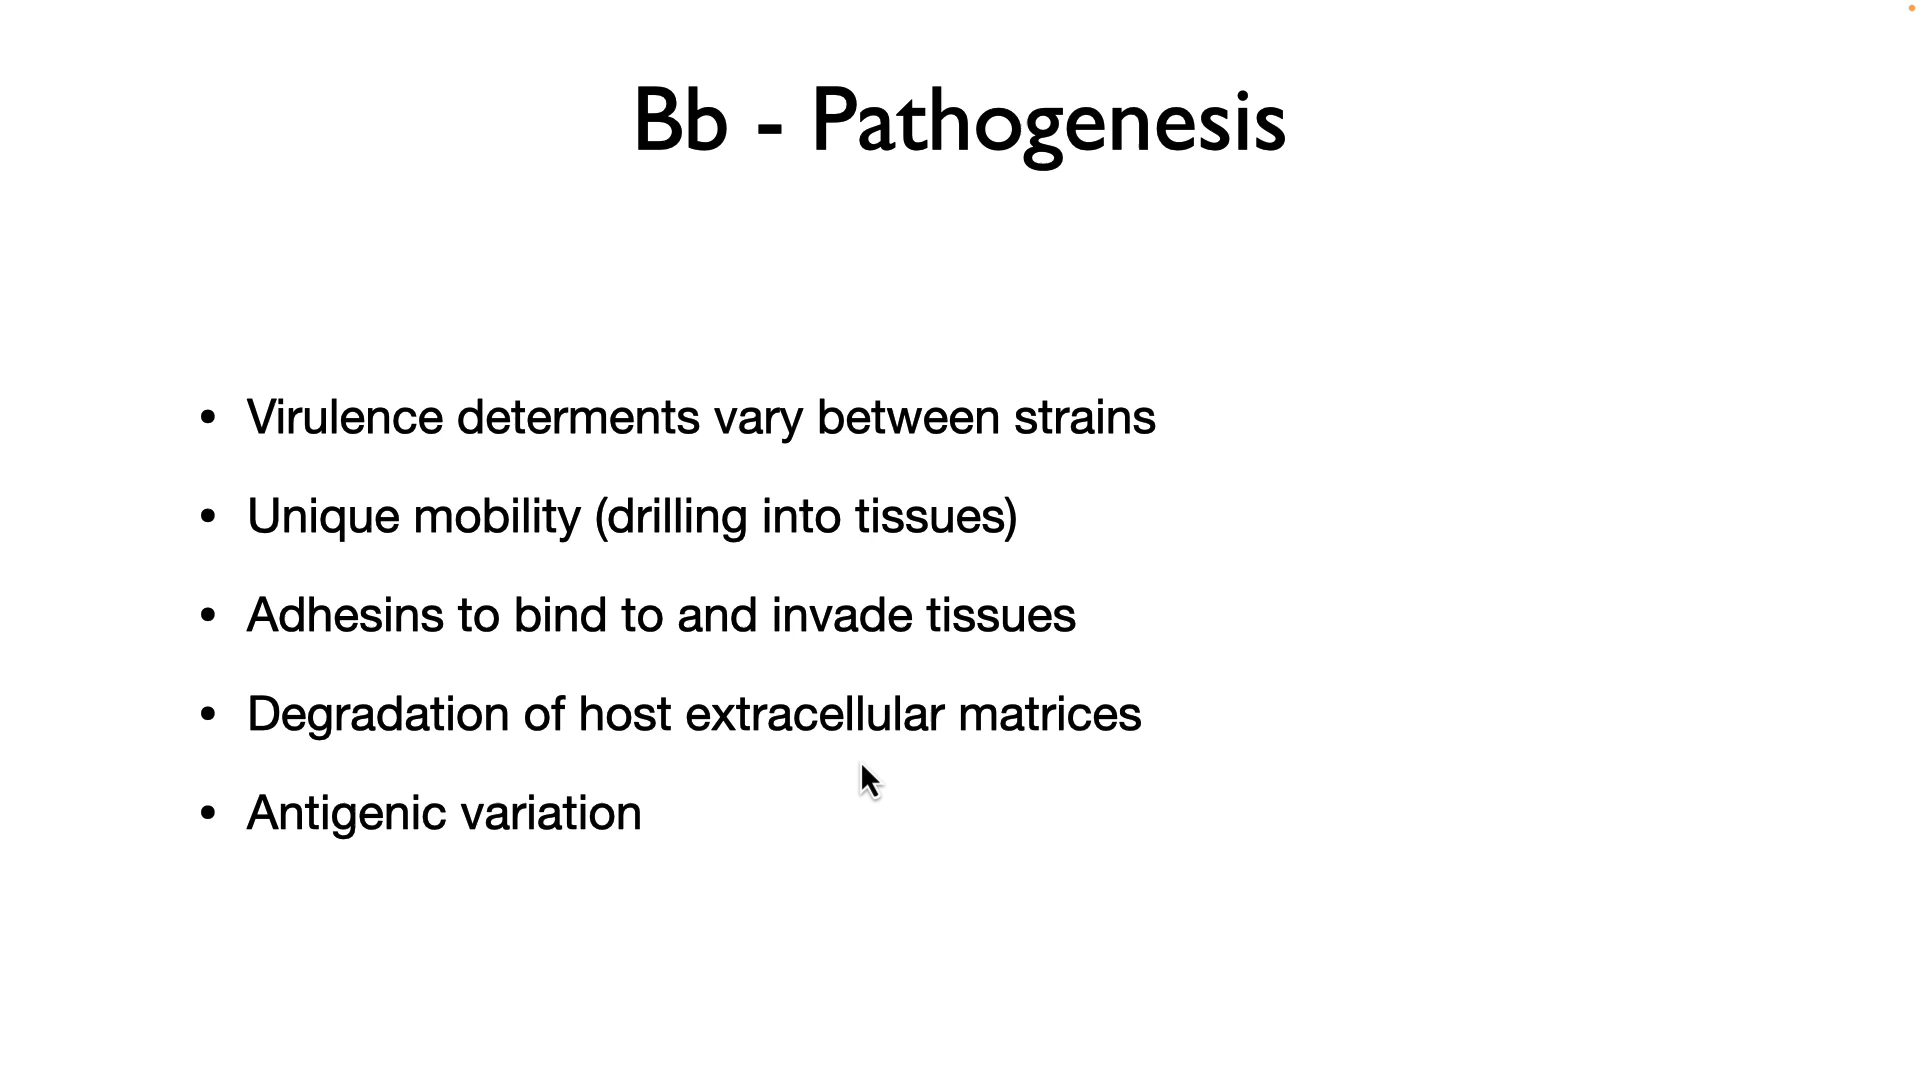 Bb - Pathogenesis
• Virulence determents vary between strains
• Unique mobility (drilling into tissues)
• Adhesins to bind to and invade tissues
• Degradation of host extracellular matrices
• Antigenic variation